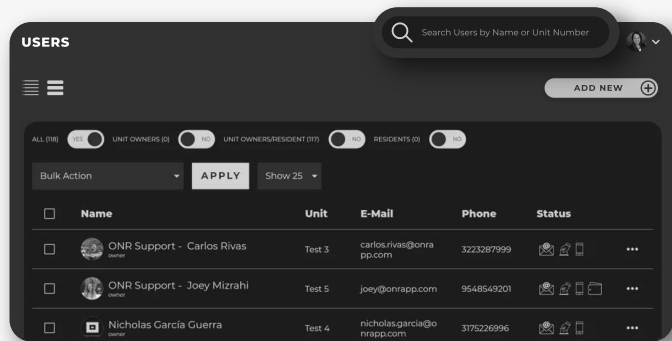 Search Users by Name or Unit Number
USERS
ADD NEW
ALL (118) YES UNIT OWNERS (0) NO UNIT OWNERS/RESIDENT (117) NO RESIDENTS (0) NO
Bulk Action APPLY Show 25
Name Unit E-Mail Phone Status
ONR Support - Carlos Rivas
owner
Test 3
carlos.rivas@onra
pp.com
3223287999
ONR Support - Joey Mizrahi
owner
Test 5
joey@onrapp.com
9548549201
Nicholas García Guerra
owner
Test 4
nicholas.garcia@o
nrapp.com
3175226996